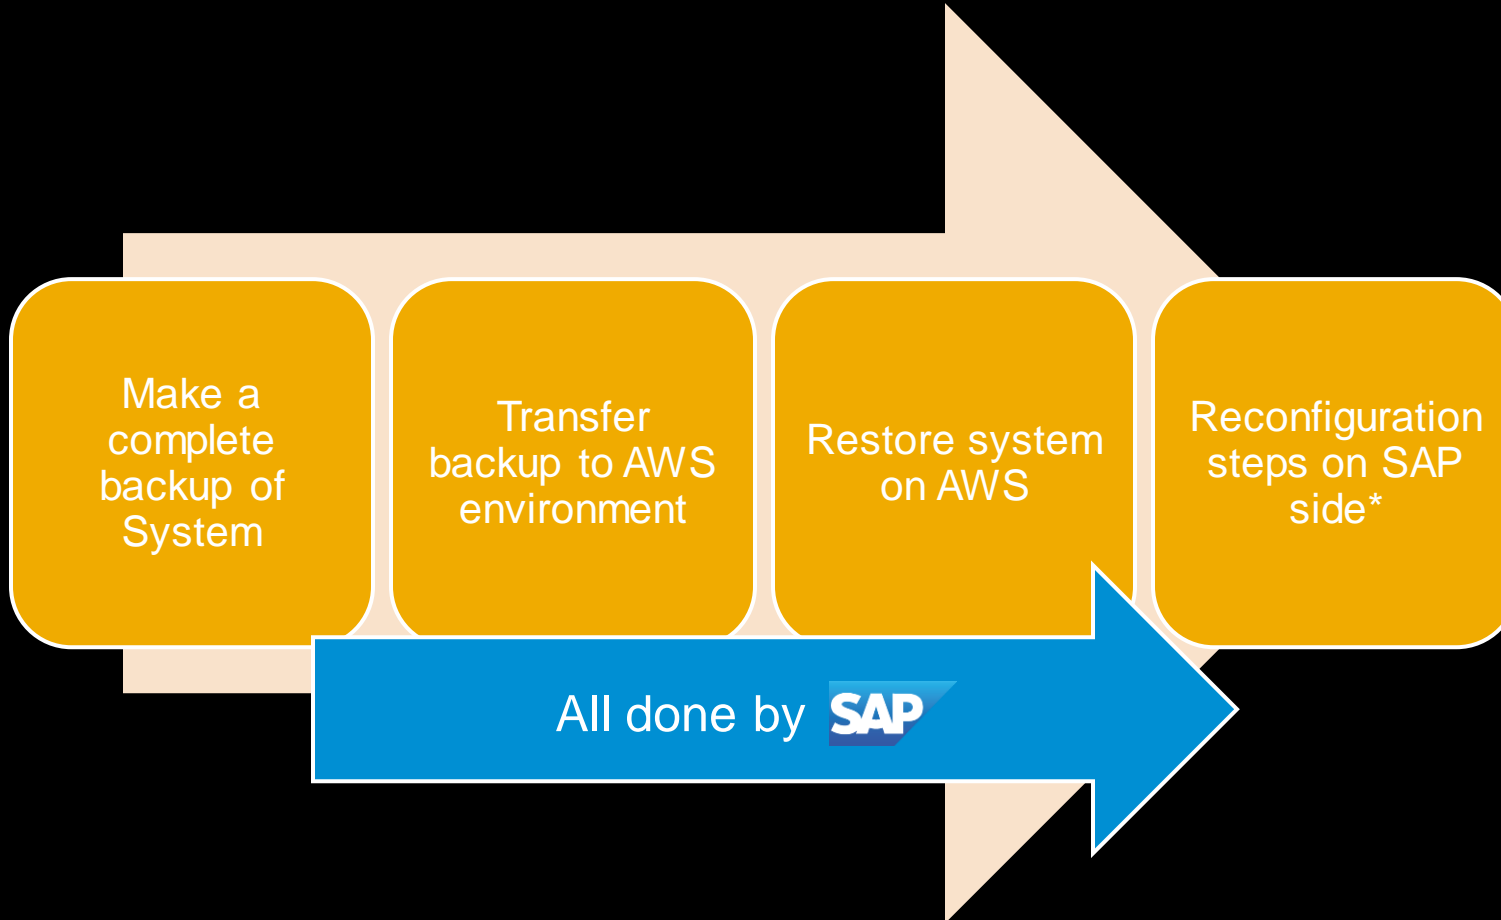 Make a
complete
backup of
System
Transfer
backup to AWS
environment
Restore system
on AWS
Reconfiguration
steps on SAP
side*
All done by SAP